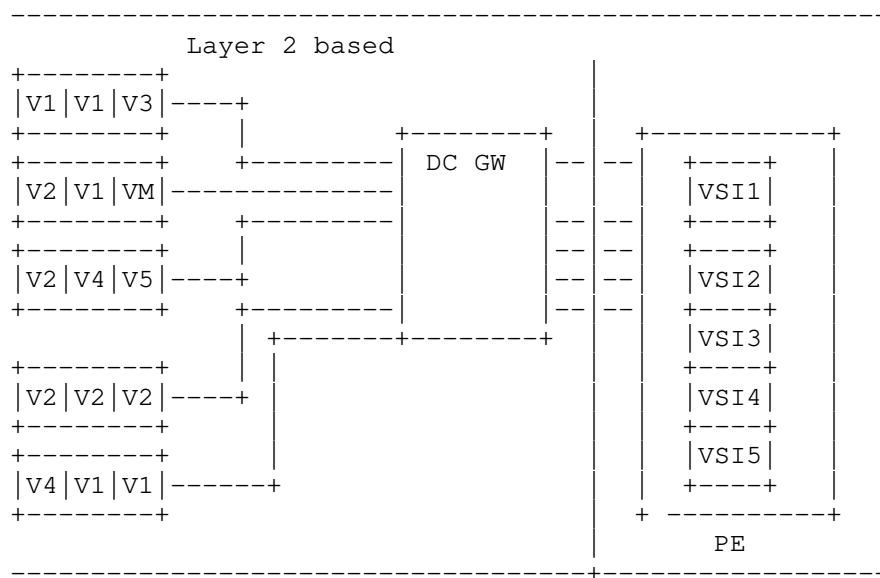 Layer 2 based
V1|V1|V3
DC GW
V2|V1|VM VSI1
V2|V4|V5 VSI2
VSI3
V2|V2|V2 VSI4
VSI5
V4|V1|V1
PE